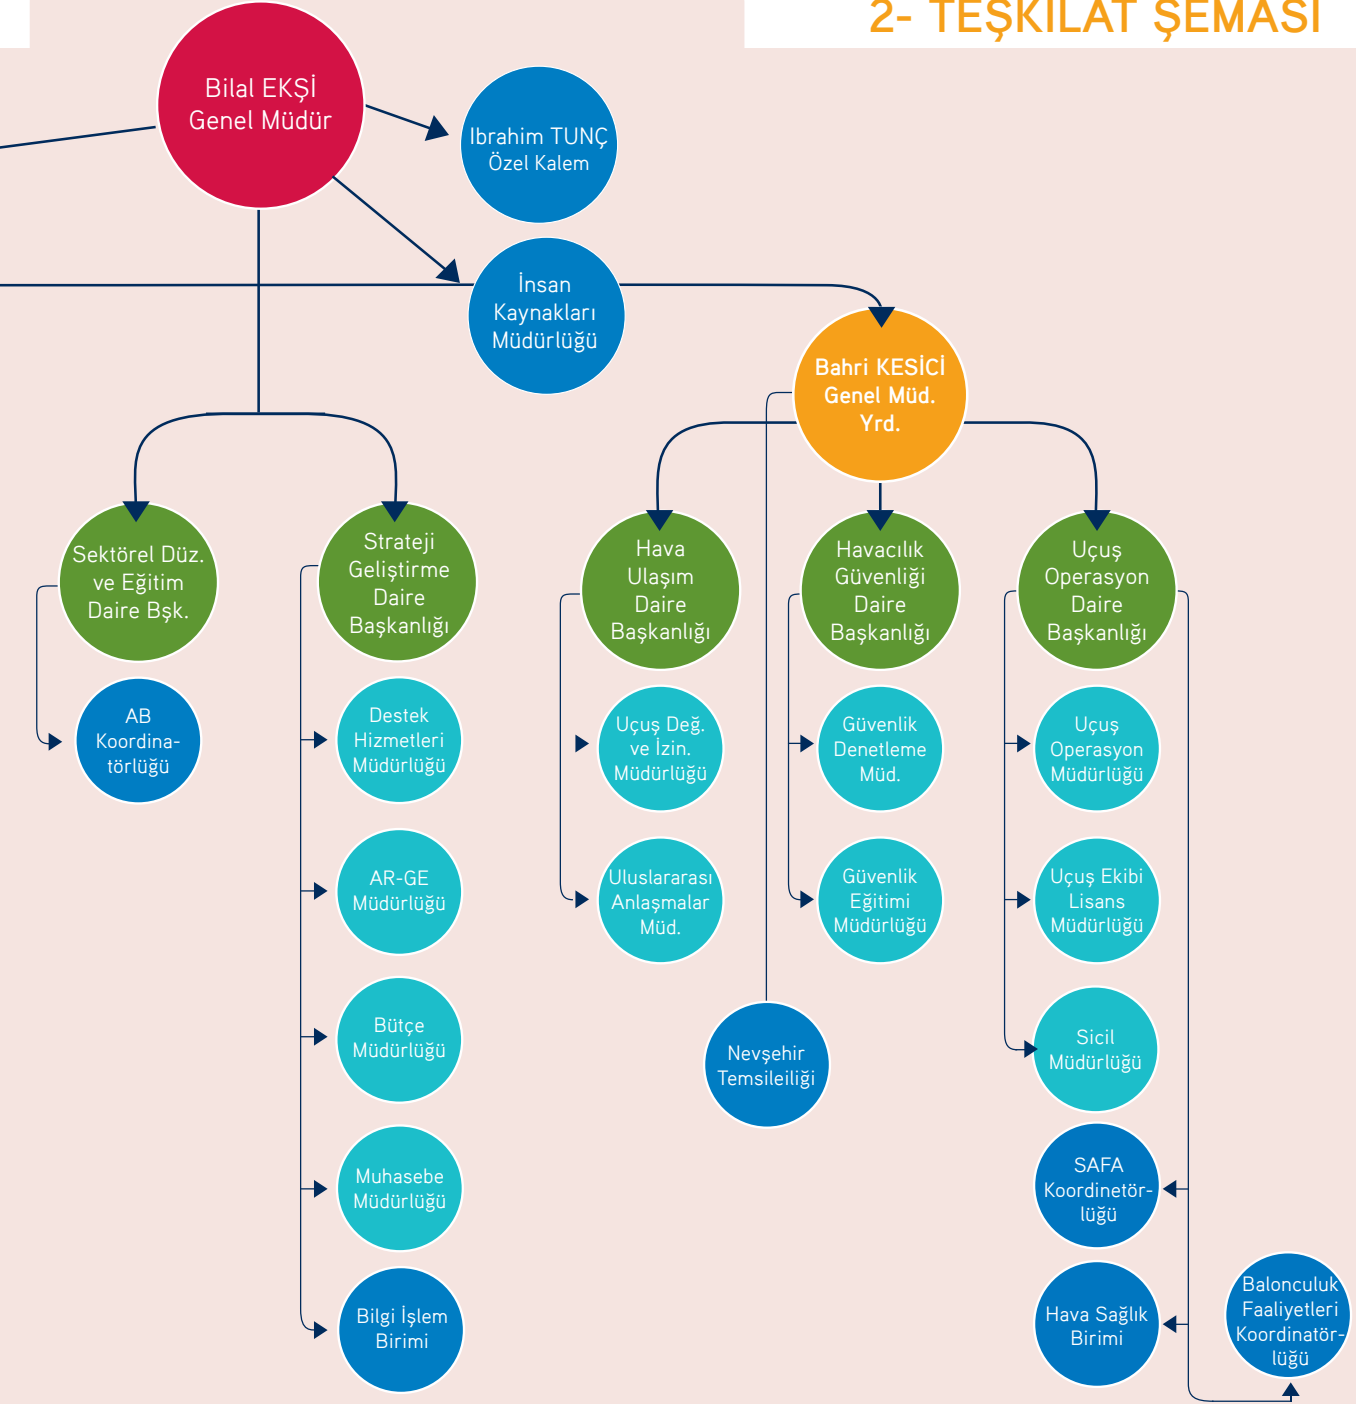 2- TEŞKİLAT ŞEMASI
Bilal EKŞİ
Genel Müdür
Ibrahim TUNÇ
Özel Kalem
İnsan
Kaynakları
Müdürlüğü
Bahri KESİCİ
Genel Müd.
Yrd.
Sektörel Düz.
ve Eğitim
Daire Bşk.
Strateji
Geliştirme
Daire
Başkanlığı
Hava
Ulaşım
Daire
Başkanlığı
Havacılık
Güvenliği
Daire
Başkanlığı
Uçuş
Operasyon
Daire
Başkanlığı
AB
Koordina-
törlüğü
Destek
Hizmetleri
Müdürlüğü
Uçuş Değ.
ve İzin.
Müdürlüğü
Güvenlik
Denetleme
Müd.
Uçuş
Operasyon
Müdürlüğü
AR-GE
Müdürlüğü
Uluslararası
Anlaşmalar
Müd.
Güvenlik
Eğitimi
Müdürlüğü
Uçuş Ekibi
Lisans
Müdürlüğü
Bütçe
Müdürlüğü
Nevşehir
Temsileiliği
Sicil
Müdürlüğü
Muhasebe
Müdürlüğü
SAFA
Koordinetör-
lüğü
Bilgi İşlem
Birimi
Hava Sağlık
Birimi
Balonculuk
Faaliyetleri
Koordinatör-
lüğü